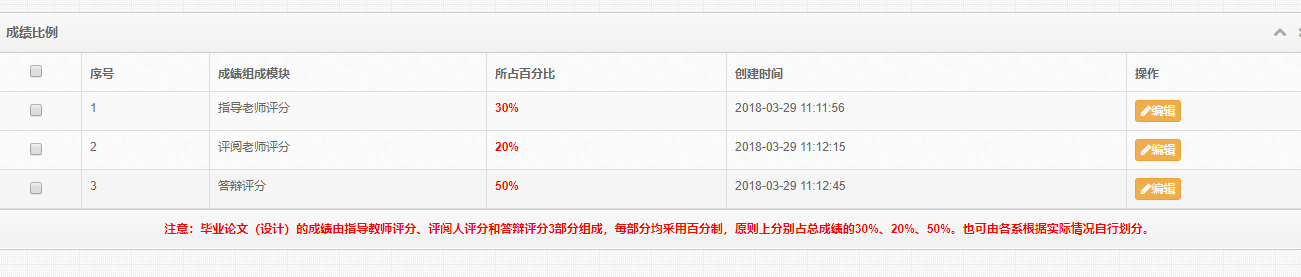 成绩比例
序号 成绩组成模块 所占百分比 创建时间 操作
1 指导老师评分 30% 2018-03-29 11:11:56 编辑
2 评阅老师评分 20% 2018-03-29 11:12:15 编辑
3 答辩评分 50% 2018-03-29 11:12:45 编辑
注意：毕业论文（设计）的成绩由指导教师评分、评阅人评分和答辩评分3部分组成，每部分均采用百分制，原则上分别占总成绩的30%、20%、50%。也可由各系根据实际情况自行划分。